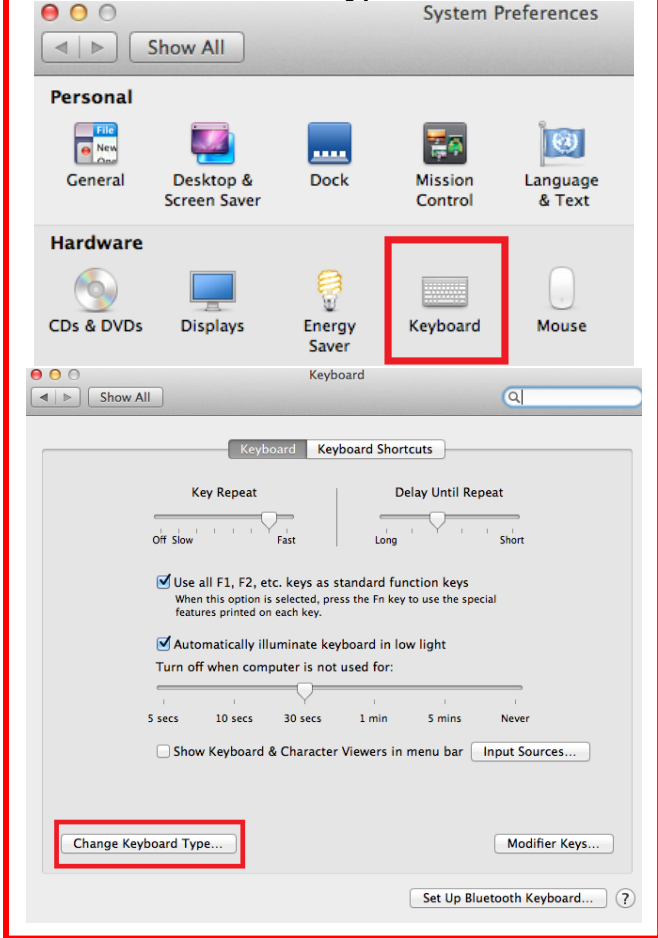 System Preferences
Show All
Personal
File
New
General
Desktop &
Screen Saver
Dock
Mission
Control
Language
& Text
Hardware
CDs & DVDs
Displays
Energy
Saver
Keyboard
Mouse
Keyboard
Show All
Keyboard Keyboard Shortcuts
Key Repeat Delay Until Repeat
Off Slow Fast Long Short
Use all F1, F2, etc. keys as standard function keys
When this option is selected, press the Fn key to use the special
features printed on each key.
Automatically illuminate keyboard in low light
Turn off when computer is not used for:
5 secs 10 secs 30 secs 1 min 5 mins Never
Show Keyboard & Character Viewers in menu bar Input Sources...
Change Keyboard Type... Modifier Keys...
Set Up Bluetooth Keyboard... ?